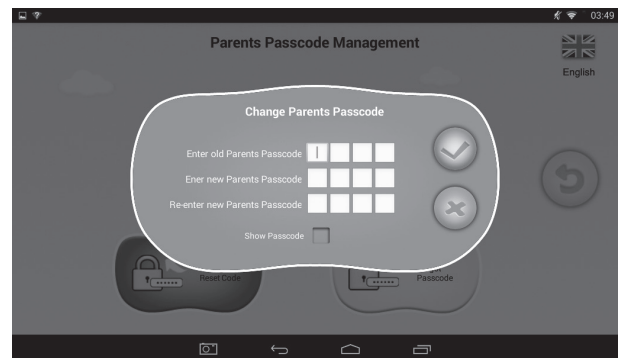 03:49
Parents Passcode Management
English
Change Parents Passcode
Enter old Parents Passcode
Ener new Parents Passcode
Re-enter new Parents Passcode
Show Passcode
Reset Code
Passcode